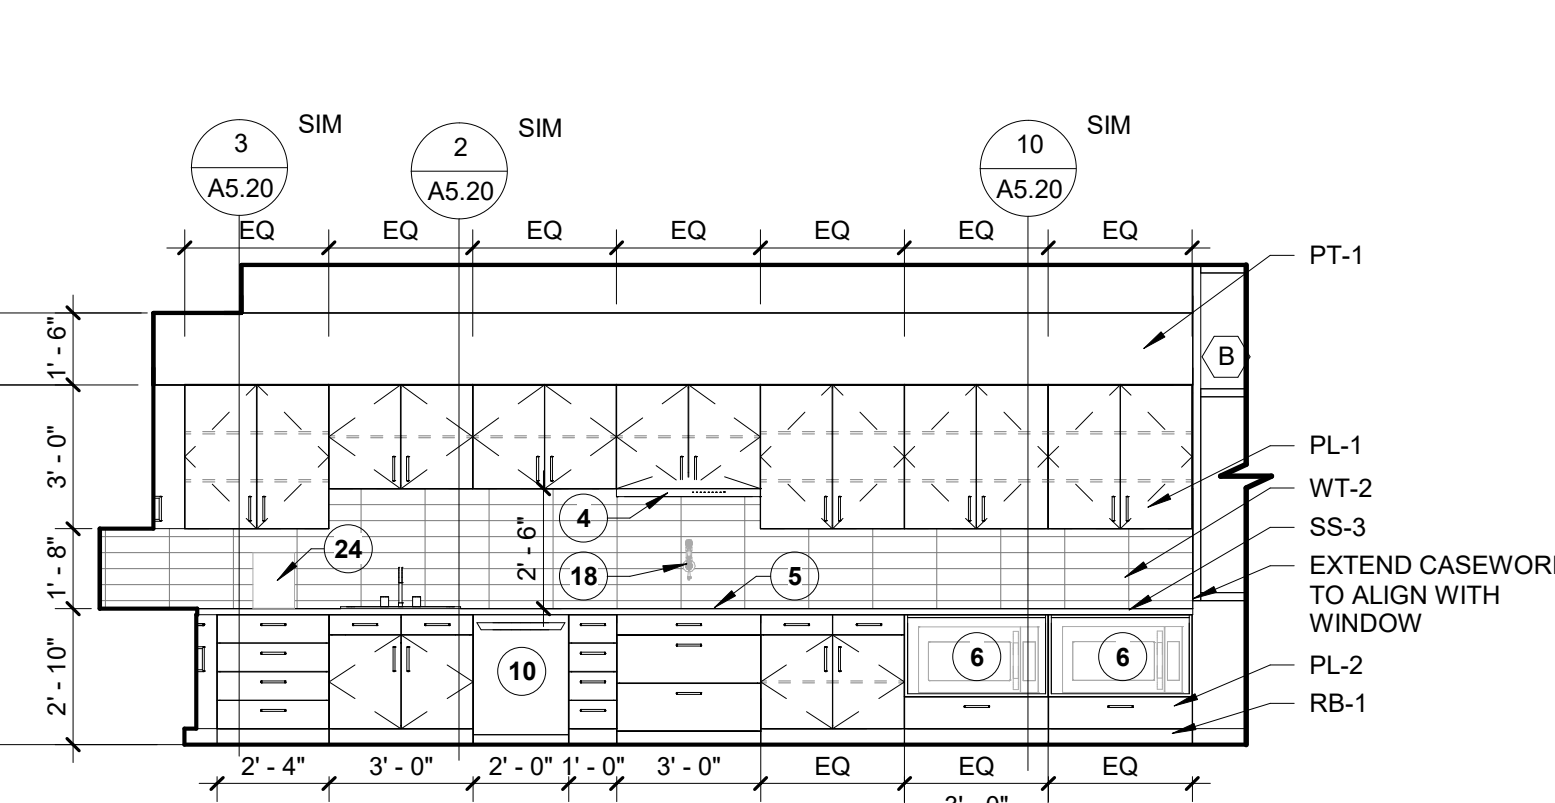 SIM
3
A5.20
SIM
2
A5.20
SIM
10
A5.20
EQ EQ EQ EQ EQ EQ EQ
PT-1
B
1' - 6"
3' - 0"
1' - 8"
2' - 10"
PL-1
WT-2
SS-3
EXTEND CASEWORK
TO ALIGN WITH
WINDOW
PL-2
RB-1
4
24
2' - 6"
18
5
10
6
6
2' - 4" 3' - 0" 2' - 0" 1' - 0" 3' - 0" EQ EQ EQ